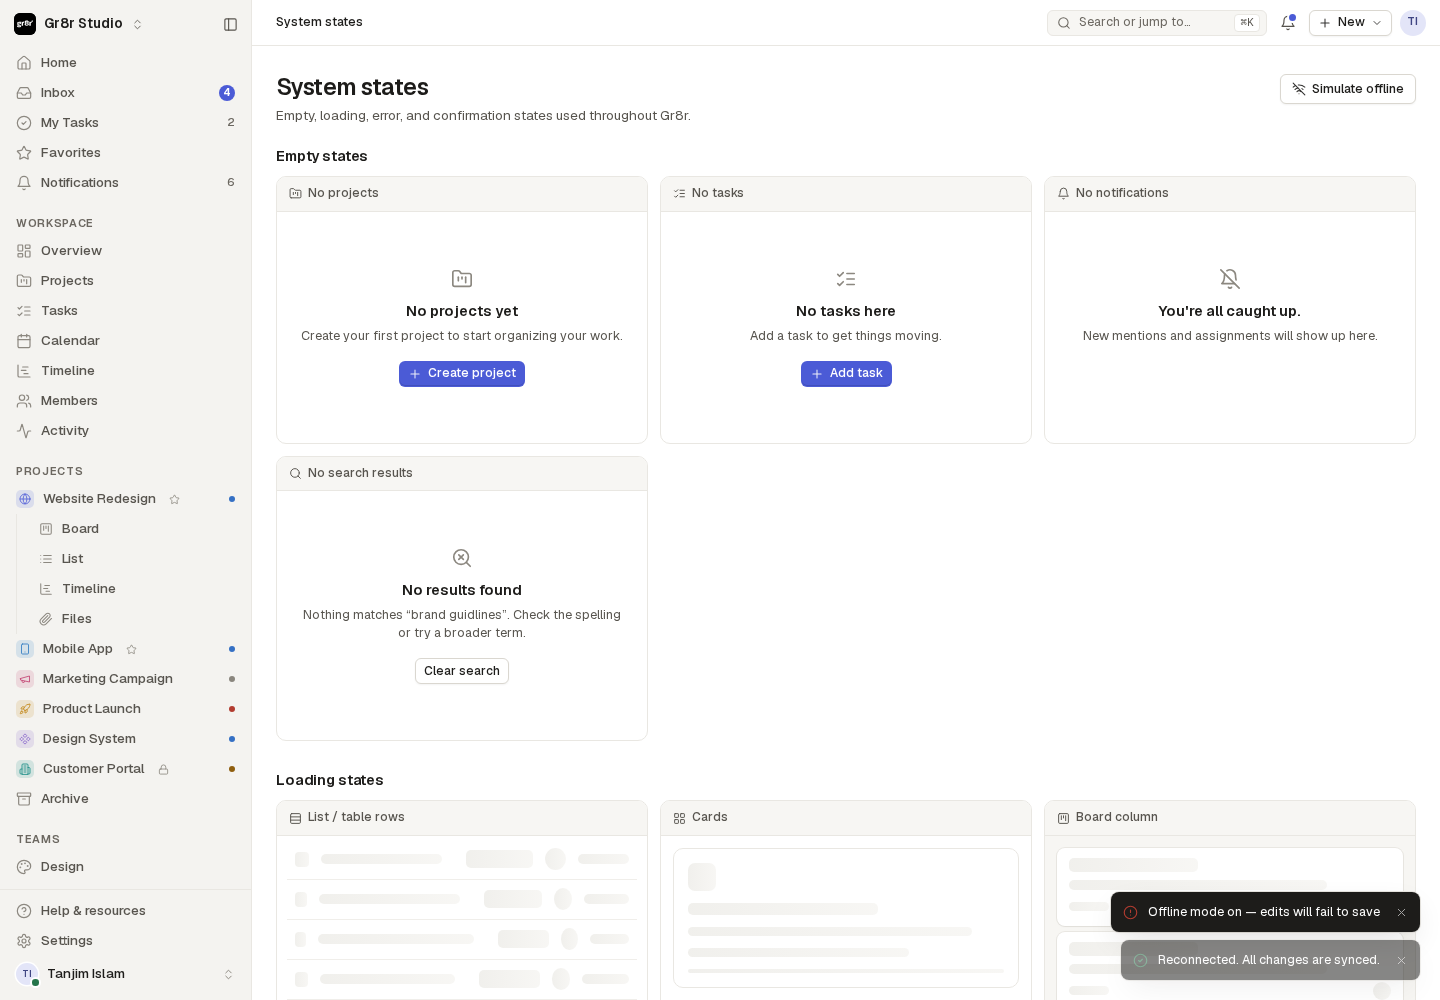 gr8r
Gr8r Studio
Home
Inbox
4
My Tasks
2
Favorites
Notifications
6
WORKSPACE
Overview
Projects
Tasks
Calendar
Timeline
Members
Activity
PROJECTS
Website Redesign
Board
List
Timeline
Files
Mobile App
Marketing Campaign
Product Launch
Design System
Customer Portal
Archive
TEAMS
Design
Help & resources
Settings
TI
Tanjim Islam
System states
Search or jump to...
⌘K
New
TI
System states
Simulate offline
Empty, loading, error, and confirmation states used throughout Gr8r.
Empty states
No projects
No projects yet
Create your first project to start organizing your work.
Create project
No tasks
No tasks here
Add a task to get things moving.
Add task
No notifications
You're all caught up.
New mentions and assignments will show up here.
No search results
No results found
Nothing matches “brand guidlines”. Check the spelling
or try a broader term.
Clear search
Loading states
List / table rows
Cards
Board column
Offline mode on — edits will fail to save
Reconnected. All changes are synced.